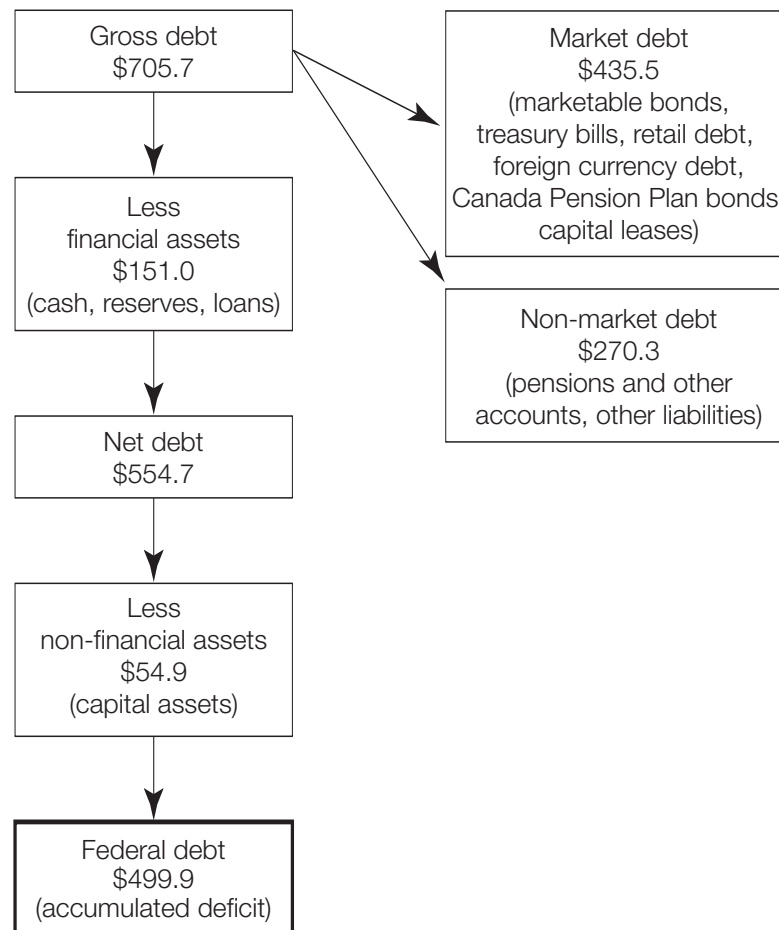 Gross debt
$705.7
Less
financial assets
$151.0
(cash, reserves, loans)
Net debt
$554.7
Less
non-financial assets
$54.9
(capital assets)
Federal debt
$499.9
(accumulated deficit)
Market debt
$435.5
(marketable bonds,
treasury bills, retail debt,
foreign currency debt,
Canada Pension Plan bonds
capital leases)
Non-market debt
$270.3
(pensions and other
accounts, other liabilities)